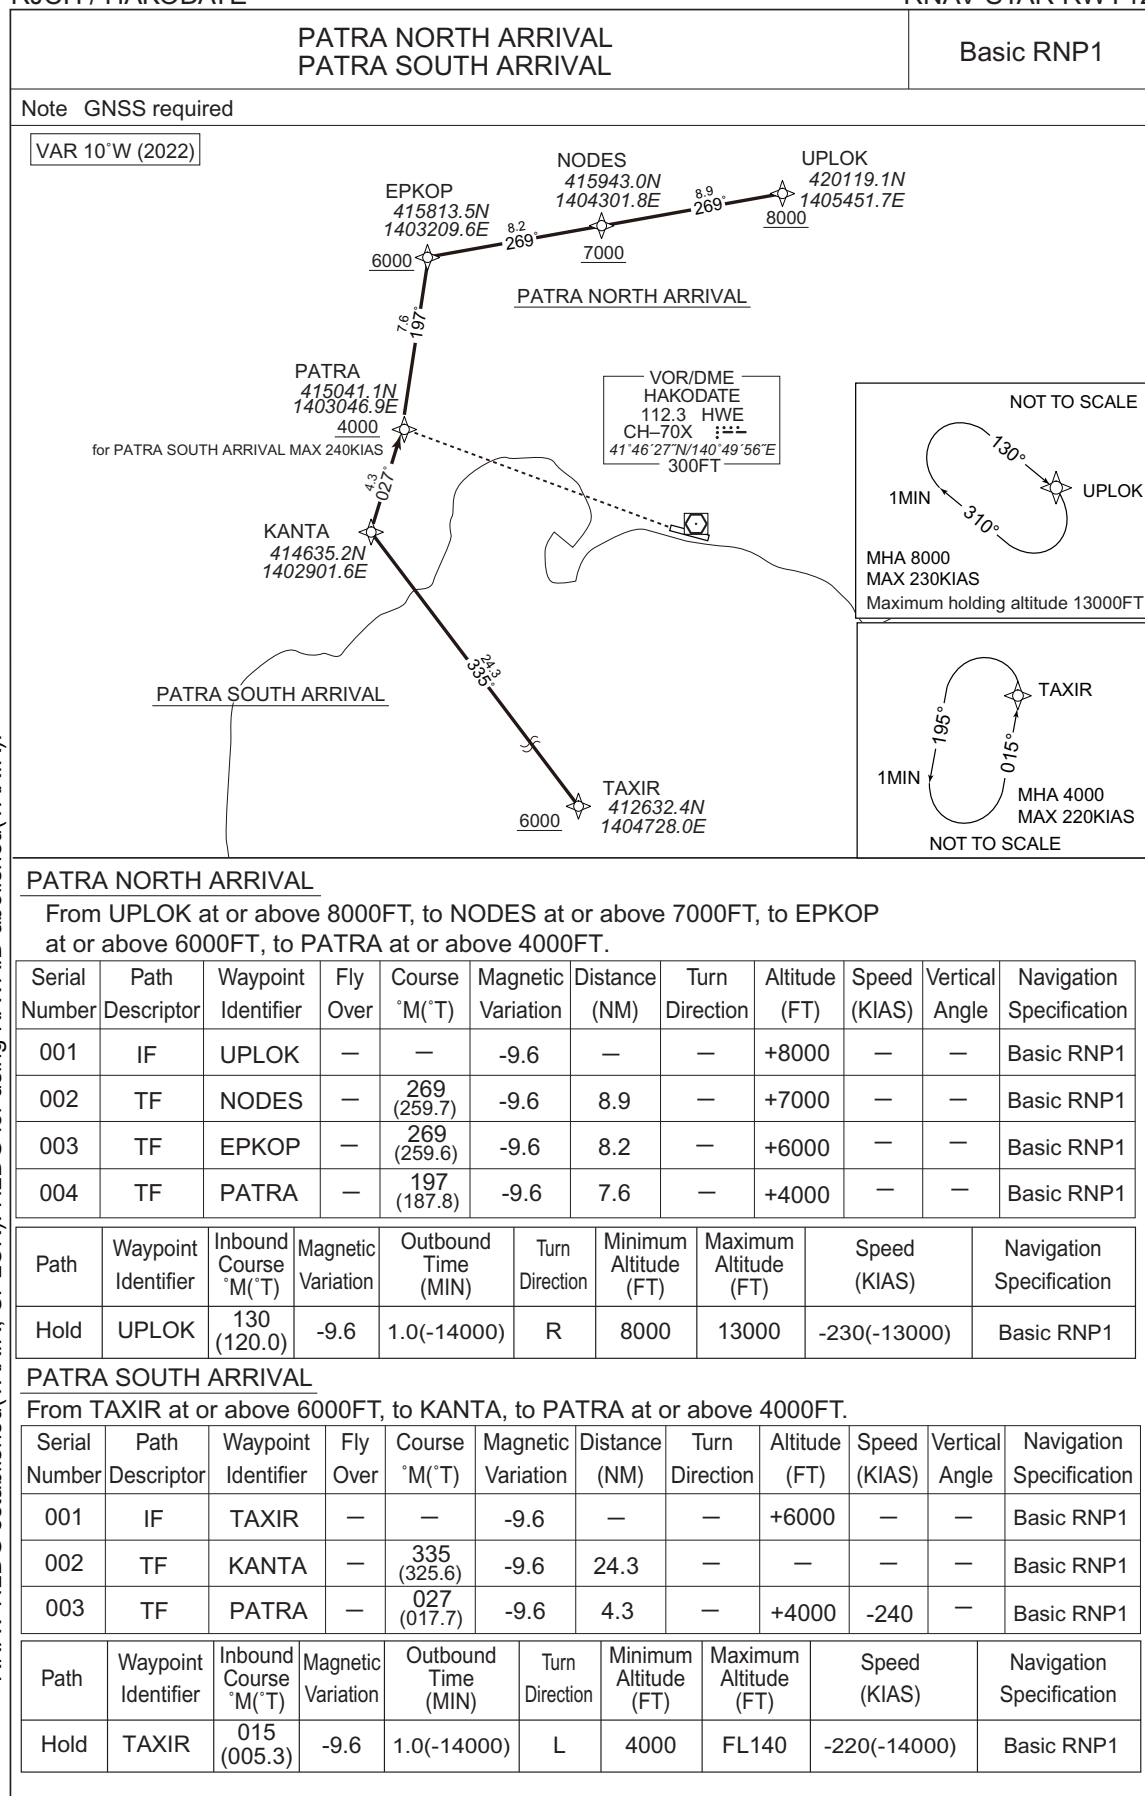 PATRA NORTH ARRIVAL
PATRA SOUTH ARRIVAL
Basic RNP1
Note GNSS required
VAR 10˚W (2022)
UPLOK
420119.1N
1405451.7E
8000
NODES
415943.0N
1404301.8E
7000
8.9
269˚
EPKOP
415813.5N
1403209.6E
6000
8.2
269˚
PATRA NORTH ARRIVAL
7.6
197˚
PATRA
415041.1N
1403046.9E
4000
for PATRA SOUTH ARRIVAL MAX 240KIAS
VOR/DME
HAKODATE
112.3 HWE
CH–70X
41˚46´27˝N/140˚49´56˝E
300FT
4.3
027˚
KANTA
414635.2N
1402901.6E
24.3
335˚
PATRA SOUTH ARRIVAL
TAXIR
412632.4N
1404728.0E
6000
NOT TO SCALE
130˚
1MIN
310˚
UPLOK
MHA 8000
MAX 230KIAS
Maximum holding altitude 13000FT
TAXIR
195˚
015˚
1MIN
MHA 4000
MAX 220KIAS
NOT TO SCALE
PATRA NORTH ARRIVAL
From UPLOK at or above 8000FT, to NODES at or above 7000FT, to EPKOP
at or above 6000FT, to PATRA at or above 4000FT.
Serial Number Path Descriptor Waypoint Identifier Fly Over Course ˚M(˚T) Magnetic Variation Distance (NM) Turn Direction Altitude (FT) Speed (KIAS) Vertical Angle Navigation Specification
001 IF UPLOK — — -9.6 — — +8000 — — Basic RNP1
002 TF NODES — 269 (259.7) -9.6 8.9 — +7000 — — Basic RNP1
003 TF EPKOP — 269 (259.6) -9.6 8.2 — +6000 — — Basic RNP1
004 TF PATRA — 197 (187.8) -9.6 7.6 — +4000 — — Basic RNP1
Path Waypoint Identifier Inbound Course ˚M(˚T) Magnetic Variation Outbound Time (MIN) Turn Direction Minimum Altitude (FT) Maximum Altitude (FT) Speed (KIAS) Navigation Specification
Hold UPLOK 130 (120.0) -9.6 1.0(-14000) R 8000 13000 -230(-13000) Basic RNP1
PATRA SOUTH ARRIVAL
From TAXIR at or above 6000FT, to KANTA, to PATRA at or above 4000FT.
Serial Number Path Descriptor Waypoint Identifier Fly Over Course ˚M(˚T) Magnetic Variation Distance (NM) Turn Direction Altitude (FT) Speed (KIAS) Vertical Angle Navigation Specification
001 IF TAXIR — — -9.6 — — +6000 — — Basic RNP1
002 TF KANTA — 335 (325.6) -9.6 24.3 — — — — Basic RNP1
003 TF PATRA — 027 (017.7) -9.6 4.3 — +4000 -240 — Basic RNP1
Path Waypoint Identifier Inbound Course ˚M(˚T) Magnetic Variation Outbound Time (MIN) Turn Direction Minimum Altitude (FT) Maximum Altitude (FT) Speed (KIAS) Navigation Specification
Hold TAXIR 015 (005.3) -9.6 1.0(-14000) L 4000 FL140 -220(-14000) Basic RNP1